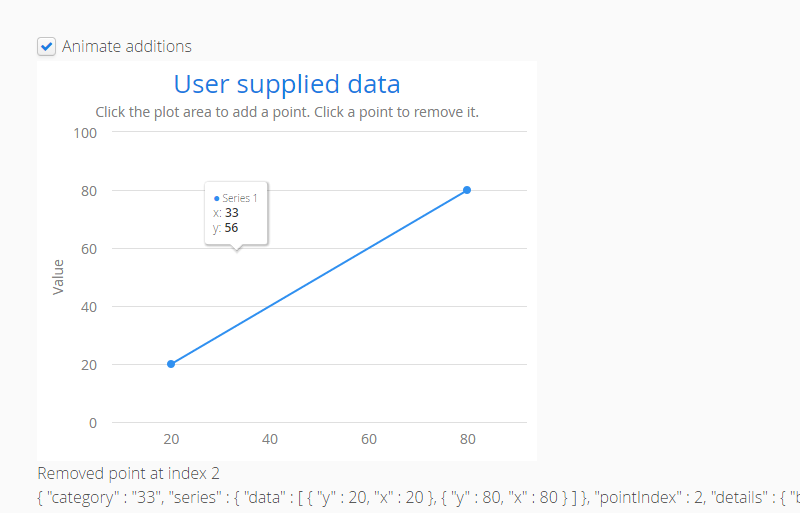 Animate additions
User supplied data
Click the plot area to add a point. Click a point to remove it.
100
80
60
40
20
0
Value
● Series 1
x: 33
y: 56
20 40 60 80
Removed point at index 2
{ "category" : "33", "series" : { "data" : [ { "y" : 20, "x" : 20 }, { "y" : 80, "x" : 80 } ] }, "pointIndex" : 2, "details" : { "b